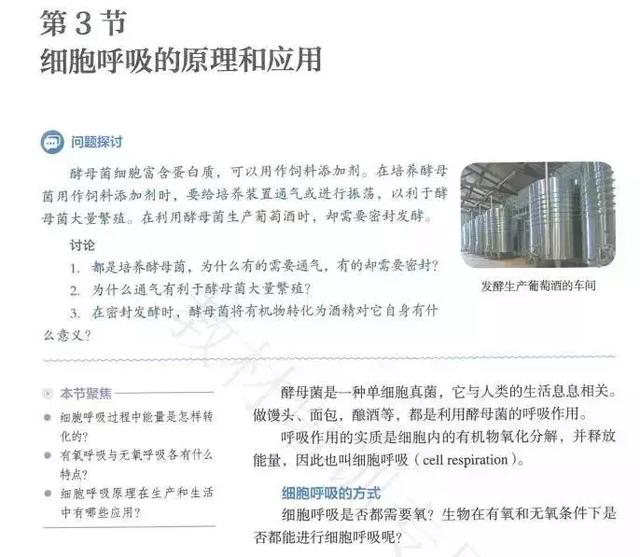 第 3 节
细胞呼吸的原理和应用
问题探讨
酵母菌细胞富含蛋白质，可以用作饲料添加剂。在培养酵母
菌用作饲料添加剂时，要给培养装置通气或进行振荡，以利于酵
母菌大量繁殖。在利用酵母菌生产葡萄酒时，却需要密封发酵。
讨论
1. 都是培养酵母菌，为什么有的需要通气，有的却需要密封？
2. 为什么通气有利于酵母菌大量繁殖？
3. 在密封发酵时，酵母菌将有机物转化为酒精对它自身有什
么意义？
发酵生产葡萄酒的车间
本节聚焦
细胞呼吸过程中能量是怎样转
化的？
有氧呼吸与无氧呼吸各有什么
特点？
细胞呼吸原理在生产和生活
中有哪些应用？
酵母菌是一种单细胞真菌，它与人类的生活息息相关。
做馒头、面包，酿酒等，都是利用酵母菌的呼吸作用。
呼吸作用的实质是细胞内的有机物氧化分解，并释放
能量，因此也叫细胞呼吸（cell respiration）。
细胞呼吸的方式
细胞呼吸是否都需要氧？生物在有氧和无氧条件下是
否都能进行细胞呼吸呢？